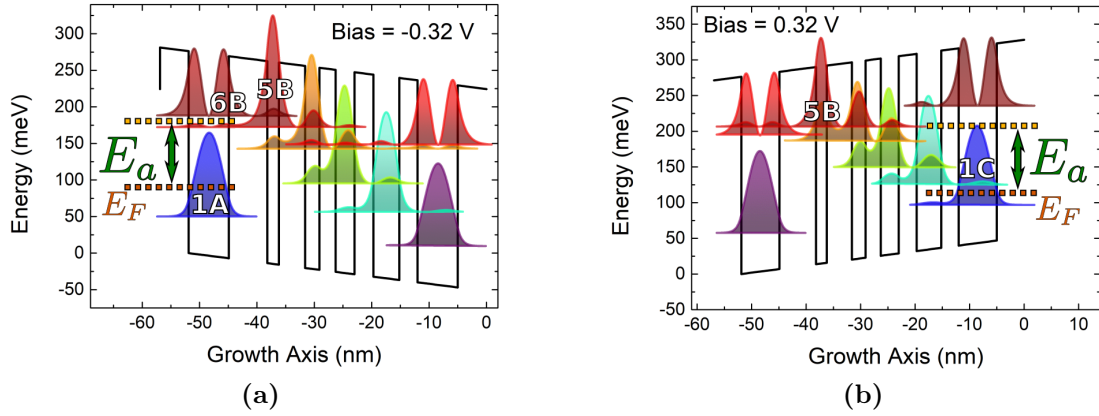 Bias = -0.32 V
300
250
200
150
100
50
0
-50
6B
5B
E_a
1A
E_F
-60
-50
-40
-30
-20
-10
0
Energy (meV)
Growth Axis (nm)
(a)
Bias = 0.32 V
350
300
250
200
150
100
50
0
-50
5B
1C
E_a
E_F
-60
-50
-40
-30
-20
-10
0
10
Energy (meV)
Growth Axis (nm)
(b)